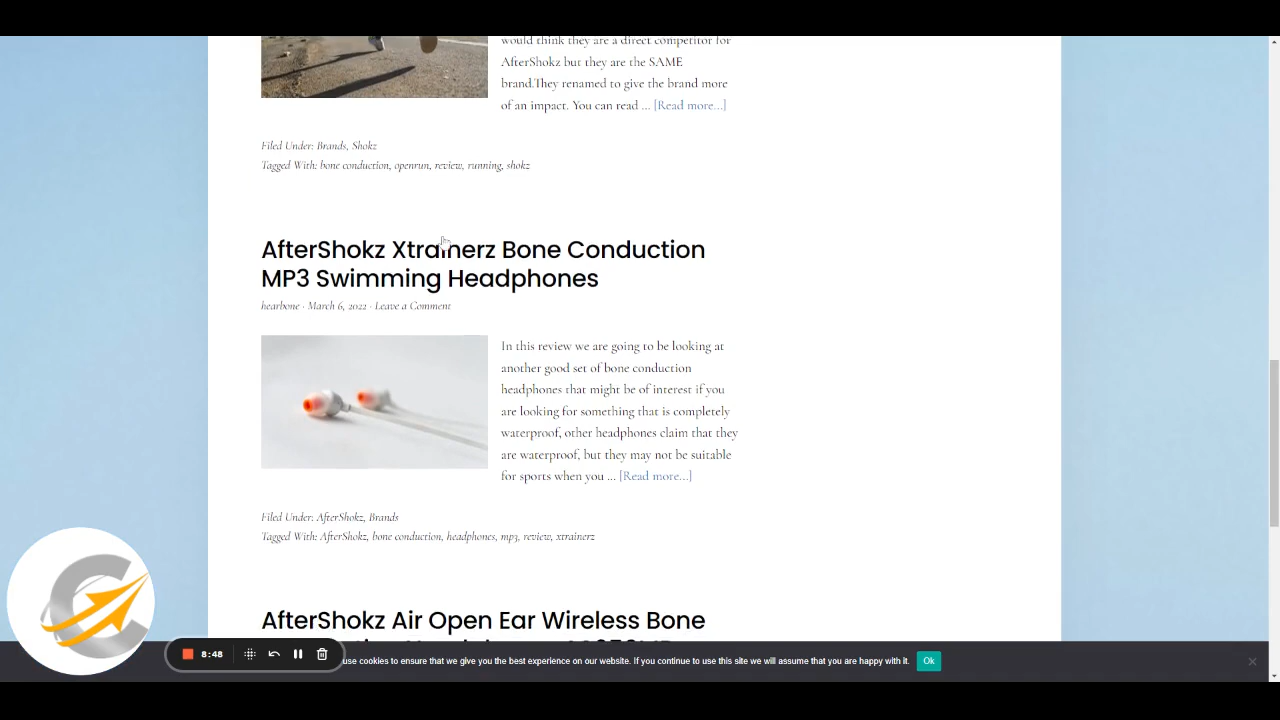 would think they are a direct competitor for
AfterShokz but they are the SAME
brand.They renamed to give the brand more
of an impact. You can read ... [Read more...]
Filed Under: Brands, Shokz
Tagged With: bone conduction, openrun, review, running, shokz
AfterShokz Xtrainerz Bone Conduction
MP3 Swimming Headphones
hearbone · March 6, 2022 · Leave a Comment
In this review we are going to be looking at
another good set of bone conduction
headphones that might be of interest if you
are looking for something that is completely
waterproof, other headphones claim that they
are waterproof, but they may not be suitable
for sports when you ... [Read more...]
Filed Under: AfterShokz, Brands
Tagged With: AfterShokz, bone conduction, headphones, mp3, review, xtrainerz
AfterShokz Air Open Ear Wireless Bone
8:48
use cookies to ensure that we give you the best experience on our website. If you continue to use this site we will assume that you are happy with it.
Ok